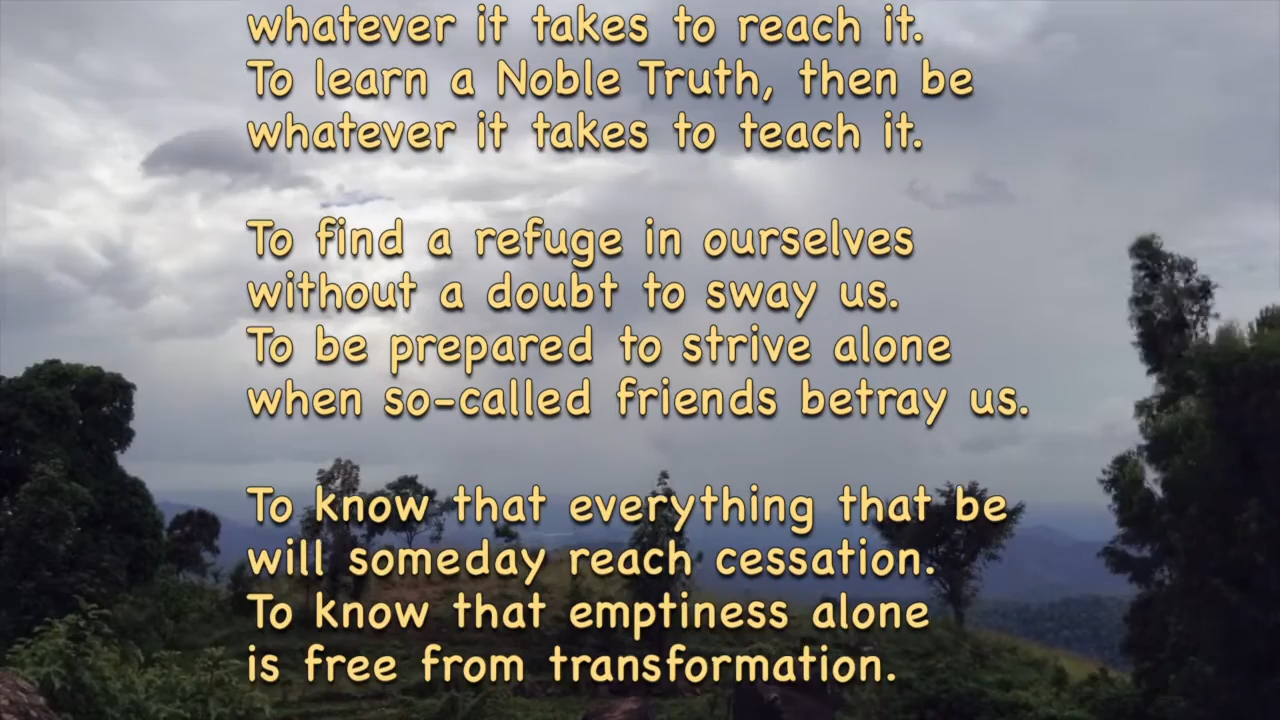 whatever it takes to reach it.
To learn a Noble Truth, then be
whatever it takes to teach it.
To find a refuge in ourselves
without a doubt to sway us.
To be prepared to strive alone
when so-called friends betray us.
To know that everything that be
will someday reach cessation.
To know that emptiness alone
is free from transformation.